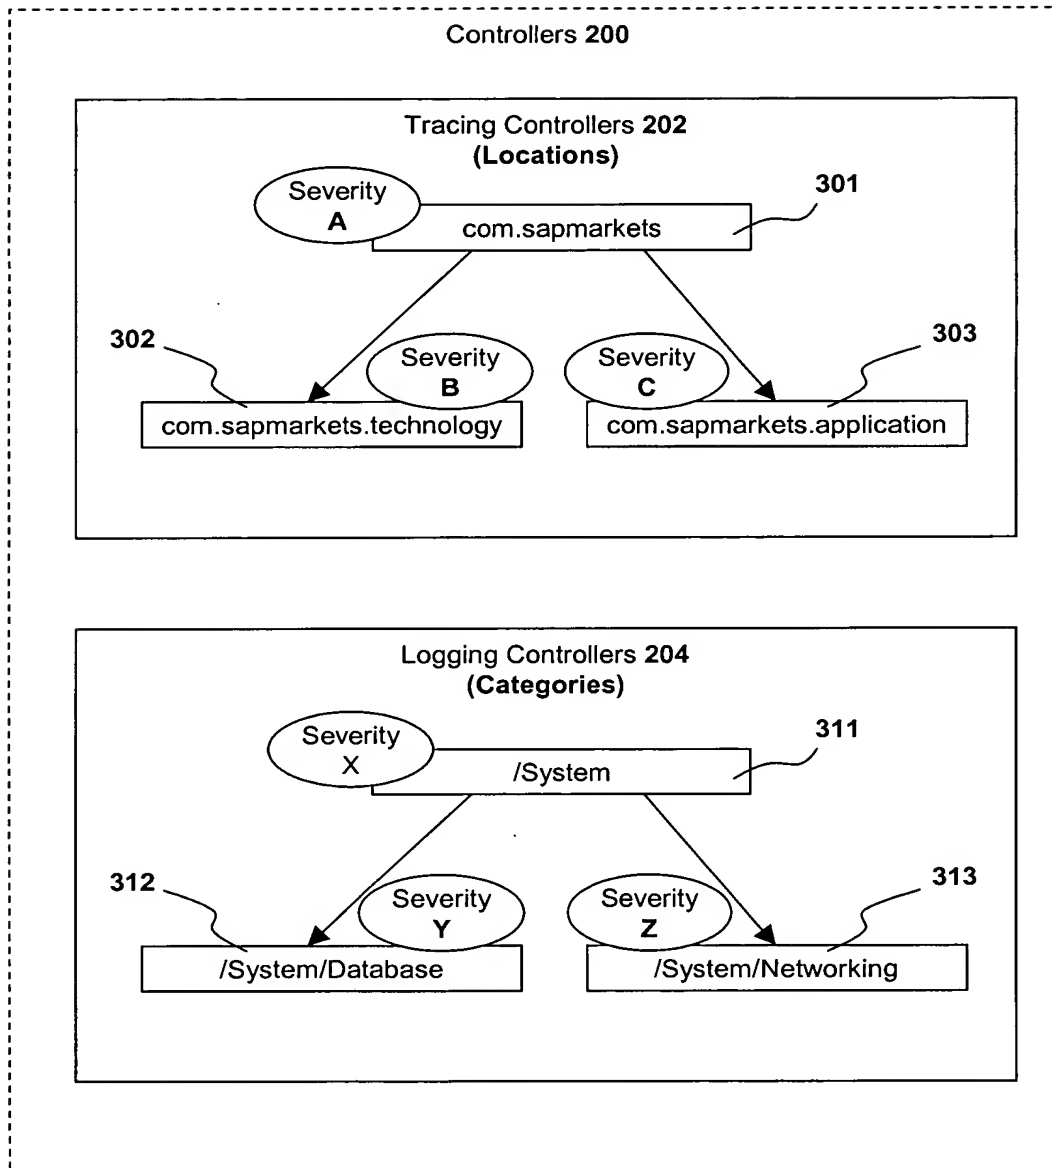 Controllers 200
Tracing Controllers 202
(Locations)
Severity
A
301
com.sapmarkets
302
Severity
B
Severity
C
303
com.sapmarkets.technology
com.sapmarkets.application
Logging Controllers 204
(Categories)
Severity
X
311
/System
312
Severity
Y
Severity
Z
313
/System/Database
/System/Networking